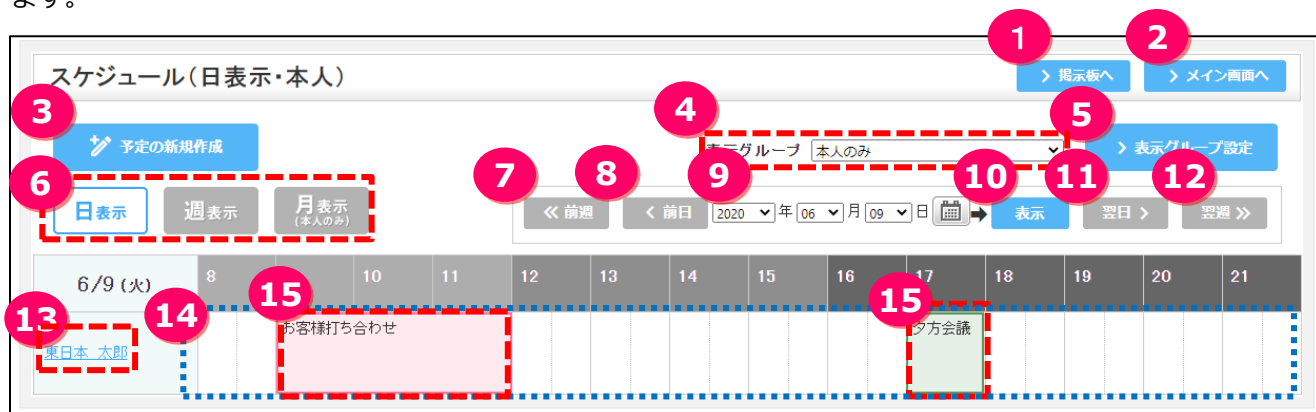 ます。
1 2
スケジュール(日表示・本人)
> 掲示板へ
> メイン画面へ
3 4 5
予定の新規作成
表示グループ 本人のみ
> 表示グループ設定
6 7 8 9 10 11 12
日表示
週表示
月表示
(本人のみ)
≪ 前週
< 前日
2020 年 06 月 09 日
表示
翌日 >
翌週 ≫
6/9 (火) 8 10 11 12 13 14 15 16 17 18 19 20 21
13 14 15 15
お客様打ち合わせ
夕方会議
東日本 太郎